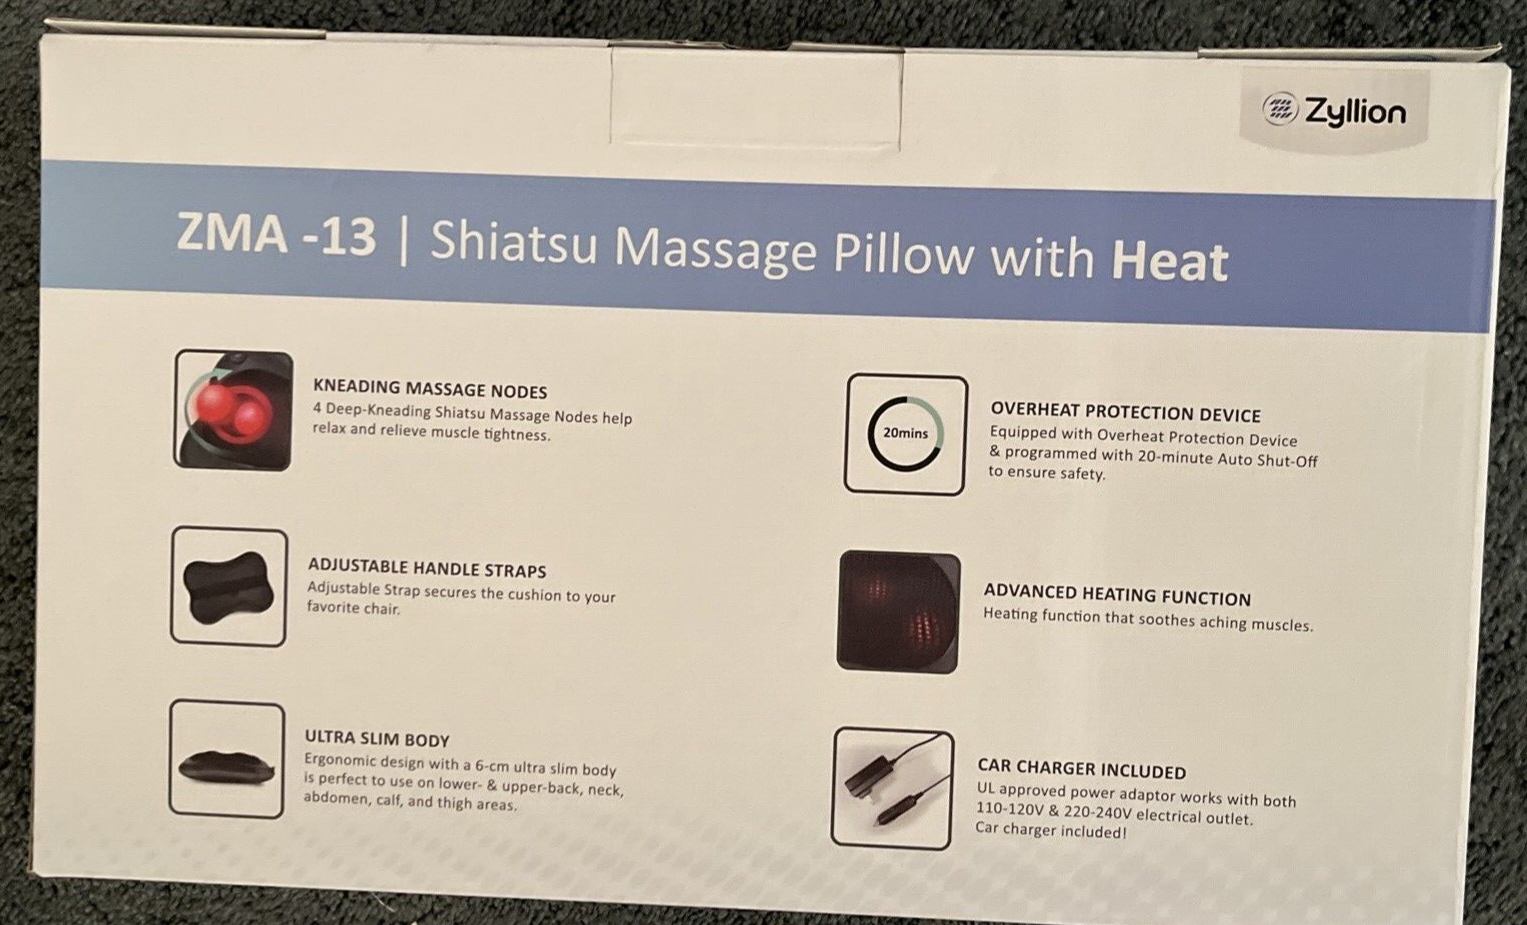 Zyllion
ZMA -13 | Shiatsu Massage Pillow with Heat
KNEADING MASSAGE NODES
4 Deep-Kneading Shiatsu Massage Nodes help
relax and relieve muscle tightness.
ADJUSTABLE HANDLE STRAPS
Adjustable Strap secures the cushion to your
favorite chair.
ULTRA SLIM BODY
Ergonomic design with a 6-cm ultra slim body
is perfect to use on lower- & upper-back, neck,
abdomen, calf, and thigh areas.
20mins
OVERHEAT PROTECTION DEVICE
Equipped with Overheat Protection Device
& programmed with 20-minute Auto Shut-Off
to ensure safety.
ADVANCED HEATING FUNCTION
Heating function that soothes aching muscles.
CAR CHARGER INCLUDED
UL approved power adaptor works with both
110-120V & 220-240V electrical outlet.
Car charger included!